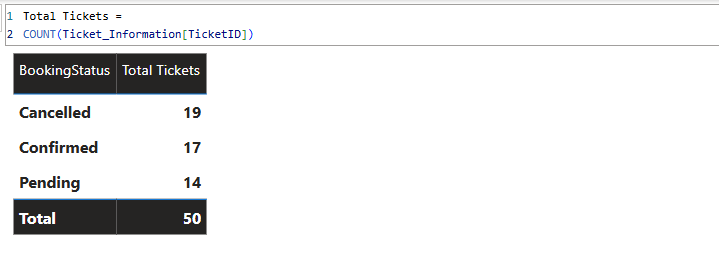 1 Total Tickets =
2 COUNT(Ticket_Information[TicketID])
BookingStatus Total Tickets
Cancelled 19
Confirmed 17
Pending 14
Total 50